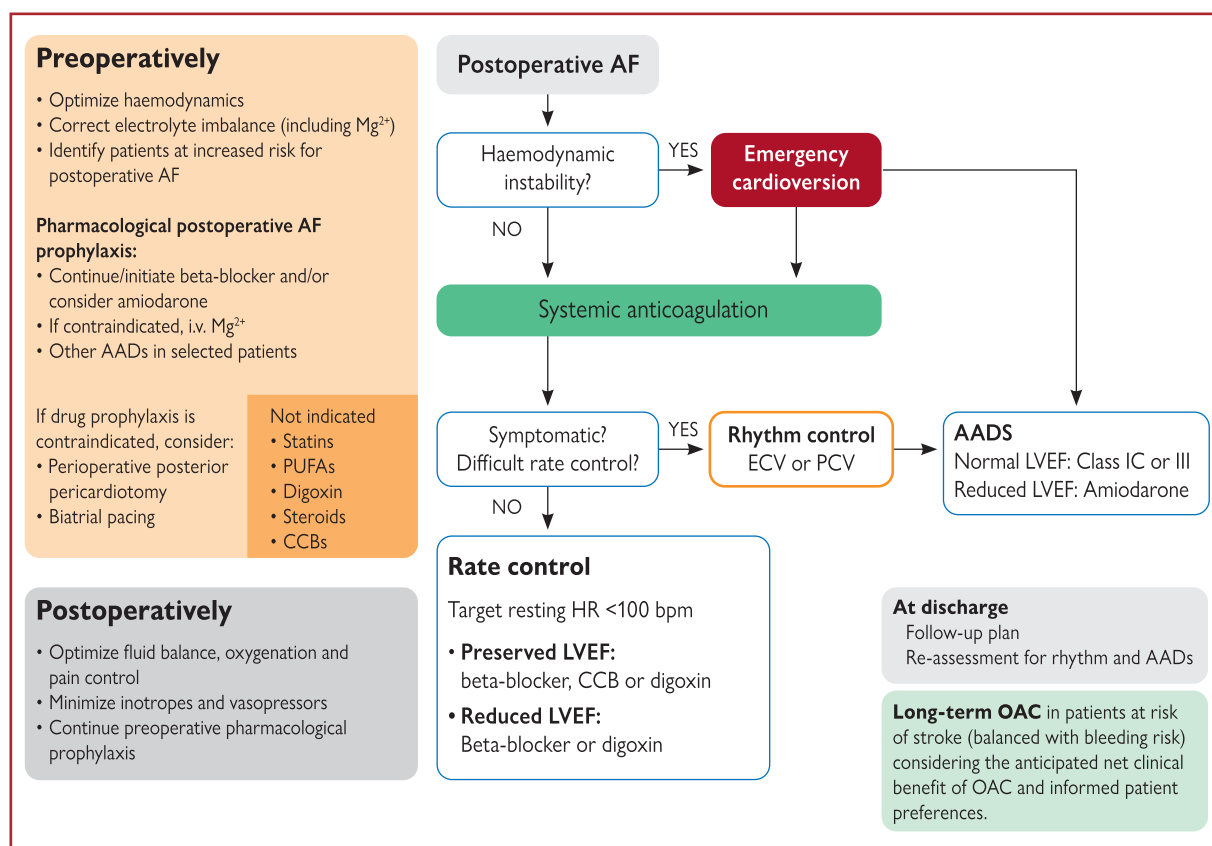 Preoperatively
• Optimize haemodynamics
• Correct electrolyte imbalance (including Mg²⁺)
• Identify patients at increased risk for
postoperative AF
Pharmacological postoperative AF
prophylaxis:
• Continue/initiate beta-blocker and/or
consider amiodarone
• If contraindicated, i.v. Mg²⁺
• Other AADs in selected patients
If drug prophylaxis is
contraindicated, consider:
• Perioperative posterior
pericardiotomy
• Biatrial pacing
Not indicated
• Statins
• PUFAs
• Digoxin
• Steroids
• CCBs
Postoperatively
• Optimize fluid balance, oxygenation and
pain control
• Minimize inotropes and vasopressors
• Continue preoperative pharmacological
prophylaxis
Postoperative AF
Haemodynamic
instability?
YES
Emergency
cardioversion
NO
Systemic anticoagulation
Symptomatic?
Difficult rate control?
YES
Rhythm control
ECV or PCV
AADS
Normal LVEF: Class IC or III
Reduced LVEF: Amiodarone
NO
Rate control
Target resting HR <100 bpm
• Preserved LVEF:
beta-blocker, CCB or digoxin
• Reduced LVEF:
Beta-blocker or digoxin
At discharge
Follow-up plan
Re-assessment for rhythm and AADs
Long-term OAC in patients at risk
of stroke (balanced with bleeding risk)
considering the anticipated net clinical
benefit of OAC and informed patient
preferences.